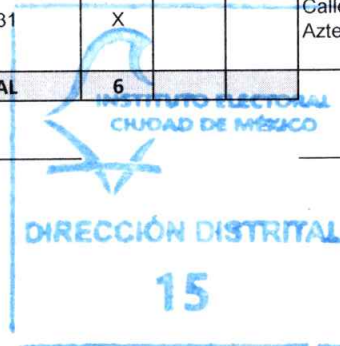 31 X Calle
Azte
AL 6
INSTITUTO ELECTORAL
CIUDAD DE MÉXICO
DIRECCIÓN DISTRITAL
15